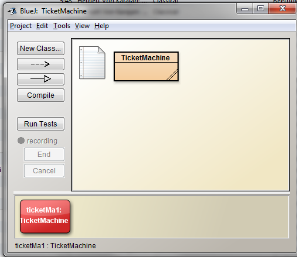 BlueJ: TicketMachine
Project Edit Tools View Help
New Class...
TicketMachine
Compile
Run Tests
recording
End
Cancel
ticketMa1:
TicketMachine
ticketMa1 : TicketMachine